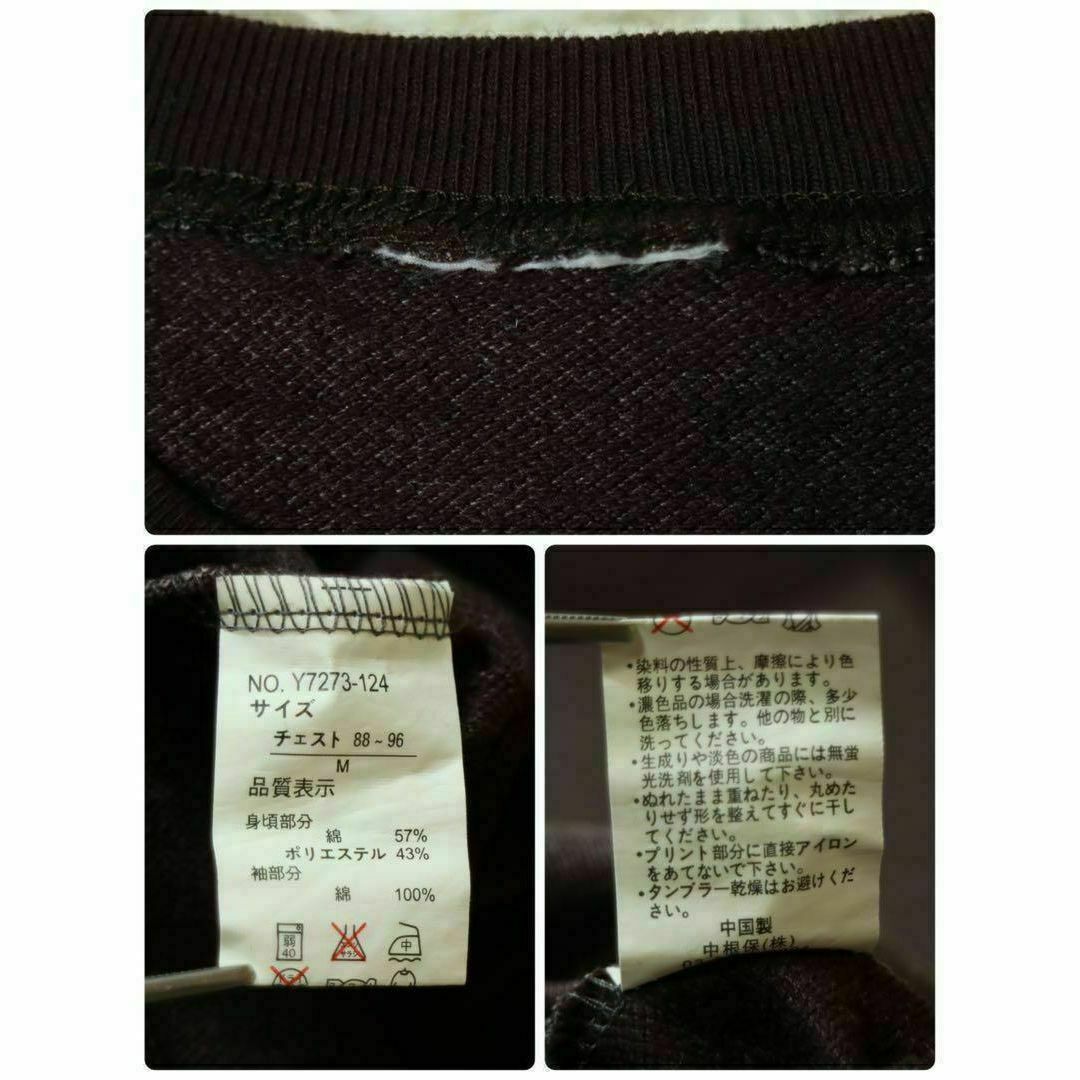 NO. Y7273-124
サイズ
チェスト 88~96
M
品質表示
身頃部分
綿 57%
ポリエステル 43%
袖部分
綿 100%
弱
40
中
•染料の性質上、摩擦により色
移りする場合があります。
•濃色品の場合洗濯の際、多少
色落ちします。他の物と別に
洗ってください。
•生成りや淡色の商品には無蛍
光洗剤を使用して下さい。
•ぬれたまま重ねたり、丸めた
りせず形を整えてすぐに干し
てください。
•プリント部分に直接アイロン
をあてないで下さい。
•タンブラー乾燥はお避けくだ
さい。
中国製
中根保(株)